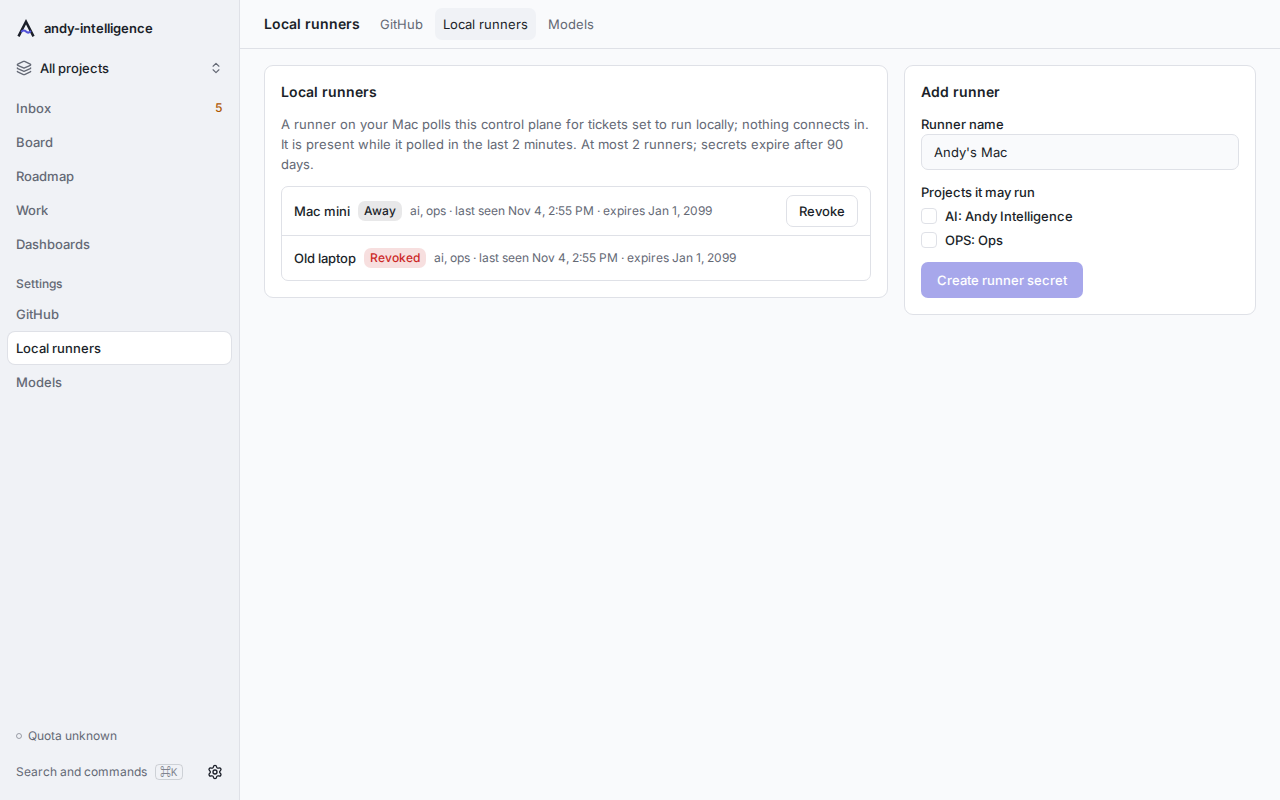 andy-intelligence
All projects
Inbox 5
Board
Roadmap
Work
Dashboards
Settings
GitHub
Local runners
Models
Quota unknown
Search and commands ⌘K
Local runners GitHub Local runners Models
Local runners
A runner on your Mac polls this control plane for tickets set to run locally; nothing connects in.
It is present while it polled in the last 2 minutes. At most 2 runners; secrets expire after 90
days.
Mac mini Away ai, ops · last seen Nov 4, 2:55 PM · expires Jan 1, 2099 Revoke
Old laptop Revoked ai, ops · last seen Nov 4, 2:55 PM · expires Jan 1, 2099
Add runner
Runner name
Andy's Mac
Projects it may run
AI: Andy Intelligence
OPS: Ops
Create runner secret